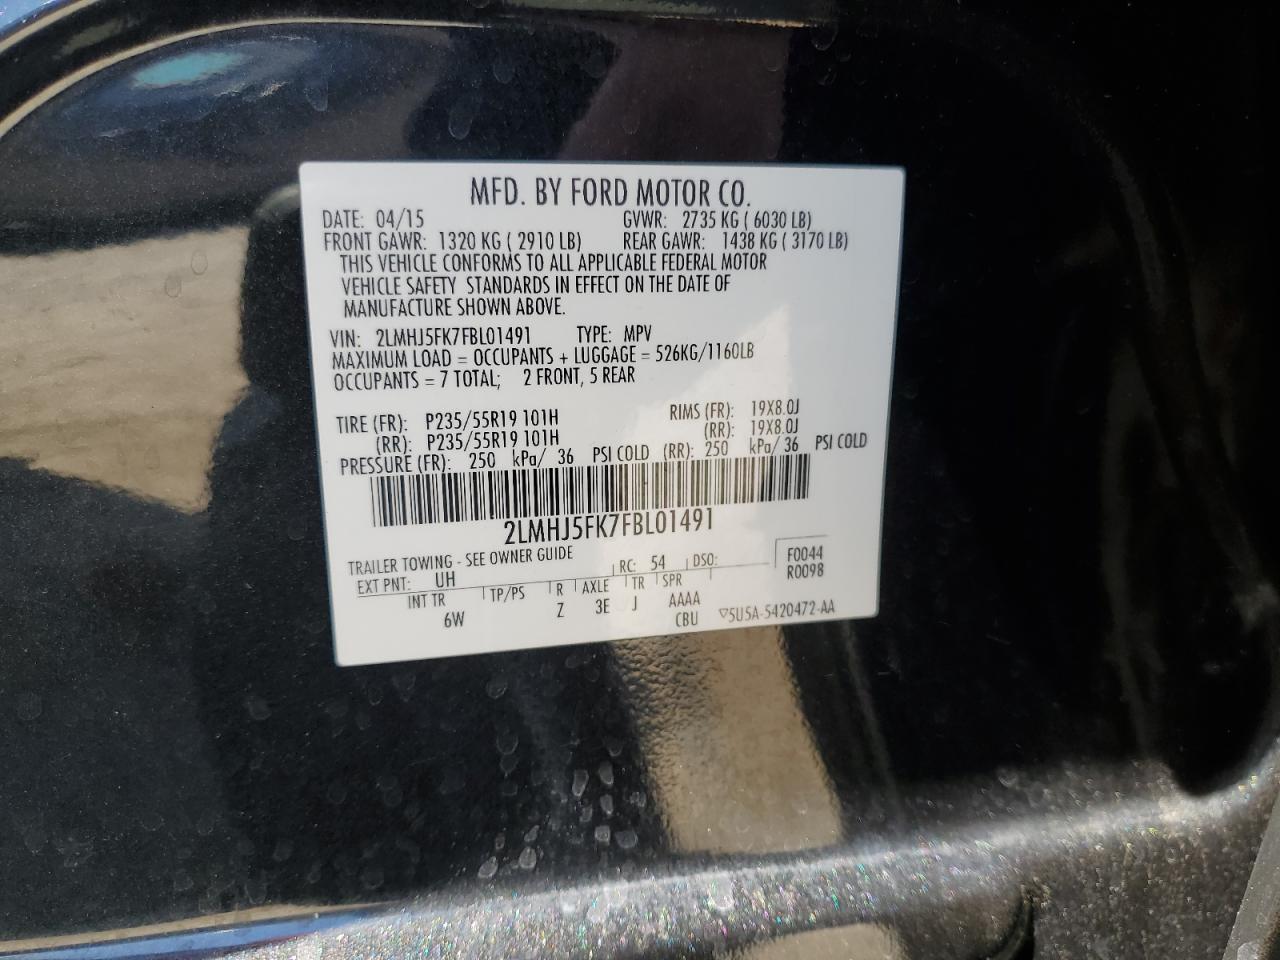 MFD. BY FORD MOTOR CO.
DATE: 04/15 GVWR: 2735 KG ( 6030 LB)
FRONT GAWR: 1320 KG ( 2910 LB) REAR GAWR: 1438 KG ( 3170 LB)
THIS VEHICLE CONFORMS TO ALL APPLICABLE FEDERAL MOTOR
VEHICLE SAFETY STANDARDS IN EFFECT ON THE DATE OF
MANUFACTURE SHOWN ABOVE.
VIN: 2LMHJ5FK7FBL01491 TYPE: MPV
MAXIMUM LOAD = OCCUPANTS + LUGGAGE = 526KG/1160LB
OCCUPANTS = 7 TOTAL; 2 FRONT, 5 REAR
TIRE (FR): P235/55R19 101H RIMS (FR): 19X8.0J
(RR): P235/55R19 101H (RR): 19X8.0J
PRESSURE (FR): 250 kPa/ 36 PSI COLD (RR): 250 kPa/ 36 PSI COLD
2LMHJ5FK7FBL01491
TRAILER TOWING - SEE OWNER GUIDE
EXT PNT: UH RC: 54 DSO: F0044
R0098
INT TR TP/PS R AXLE TR SPR
6W Z 3E J AAAA
CBU ▽5U5A-5420472-AA